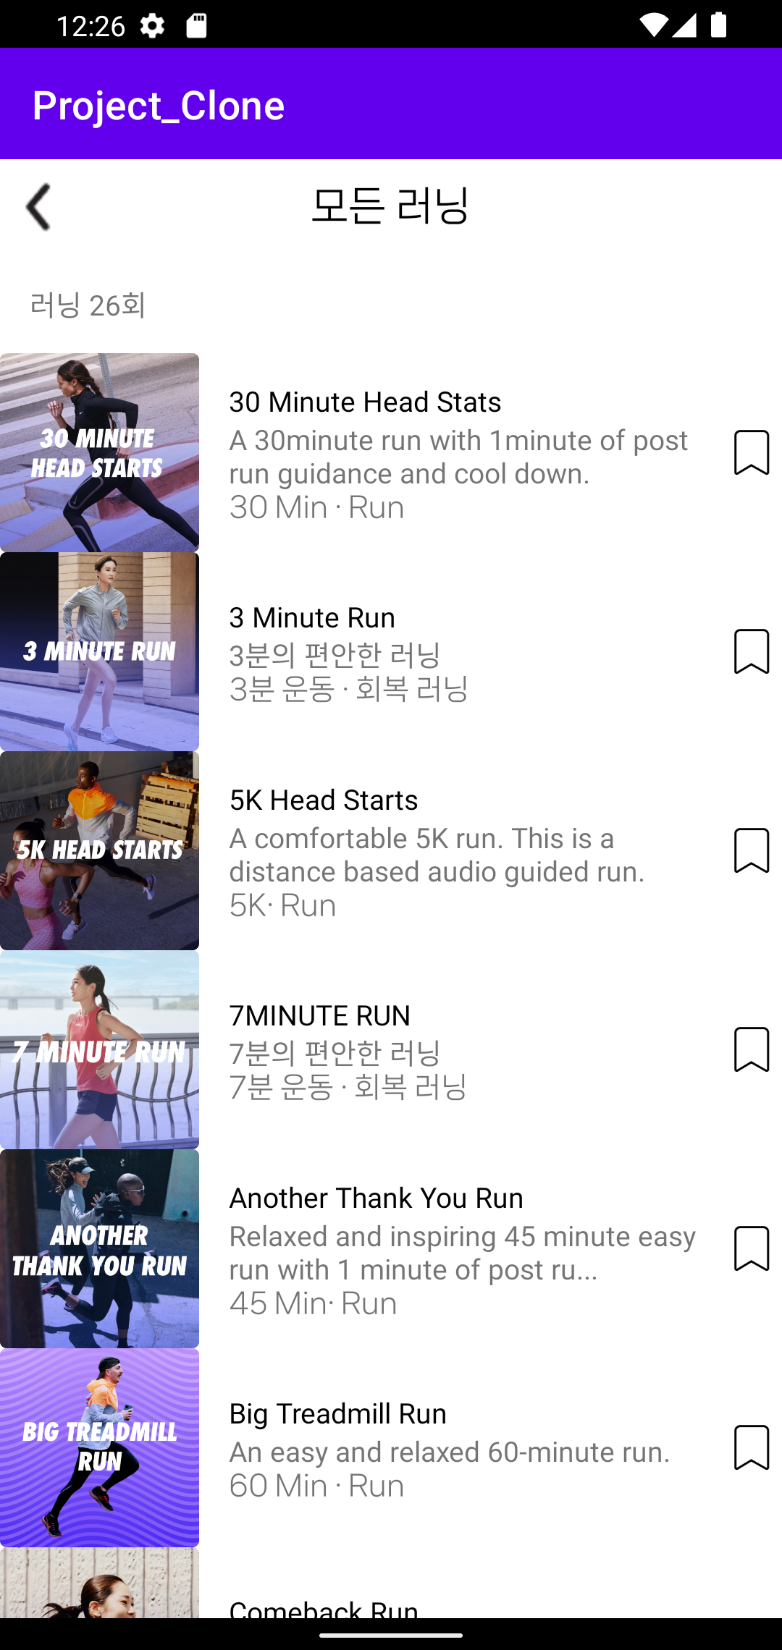 12:26
Project_Clone
모든 러닝
러닝 26회
30 MINUTE
HEAD STARTS
30 Minute Head Stats
A 30minute run with 1minute of post
run guidance and cool down.
30 Min · Run
3 MINUTE RUN
3 Minute Run
3분의 편안한 러닝
3분 운동 · 회복 러닝
5K HEAD STARTS
5K Head Starts
A comfortable 5K run. This is a
distance based audio guided run.
5K· Run
7 MINUTE RUN
7MINUTE RUN
7분의 편안한 러닝
7분 운동 · 회복 러닝
ANOTHER
THANK YOU RUN
Another Thank You Run
Relaxed and inspiring 45 minute easy
run with 1 minute of post ru...
45 Min· Run
BIG TREADMILL
RUN
Big Treadmill Run
An easy and relaxed 60-minute run.
60 Min · Run
Comeback Run